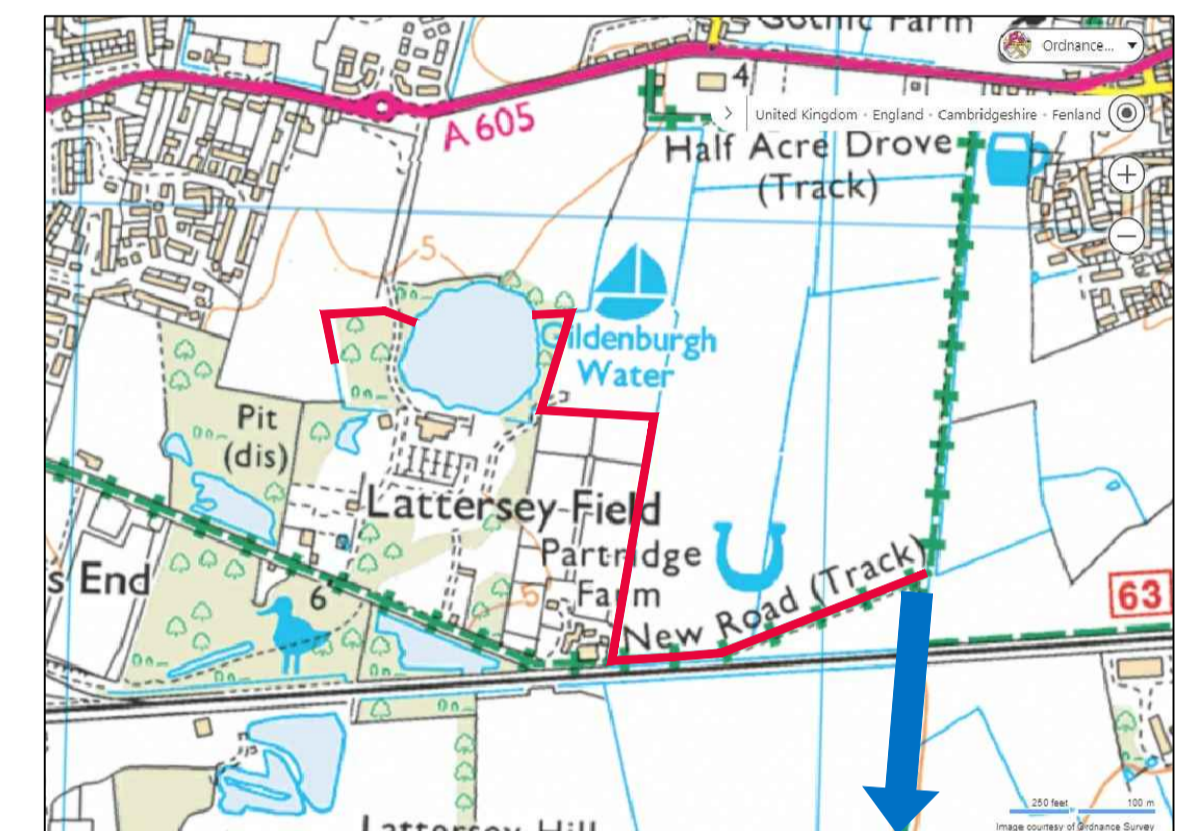 Gothic Farm
Ordnance...
4
A 605
United Kingdom - England - Cambridgeshire - Fenland
Half Acre Drove
(Track)
5
Gildenburgh
Water
Pit
(dis)
Lattersey Field
Partridge
Farm
5
s End
6
New Road (Track)
63
Lattersey Hill
250 feet
100 m
Image courtesy of Ordnance Survey